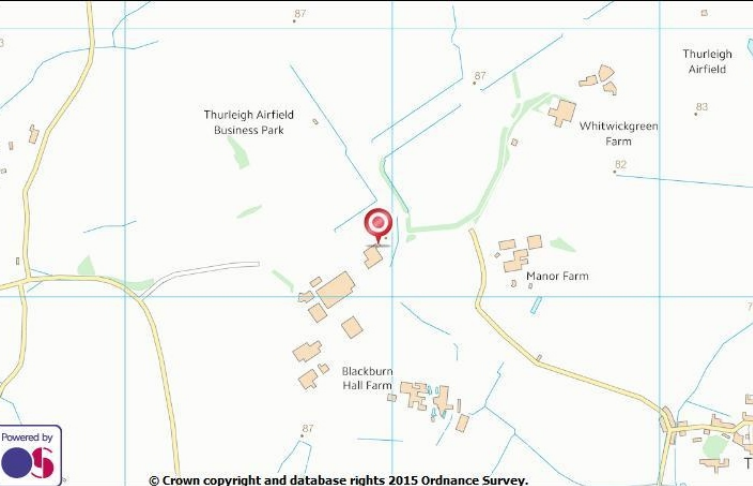 87
Thurleigh
Airfield
87
83
Thurleigh Airfield
Business Park
Whitwickgreen
Farm
82
Manor Farm
Blackburn
Hall Farm
87
Powered by
OS
T
© Crown copyright and database rights 2015 Ordnance Survey.